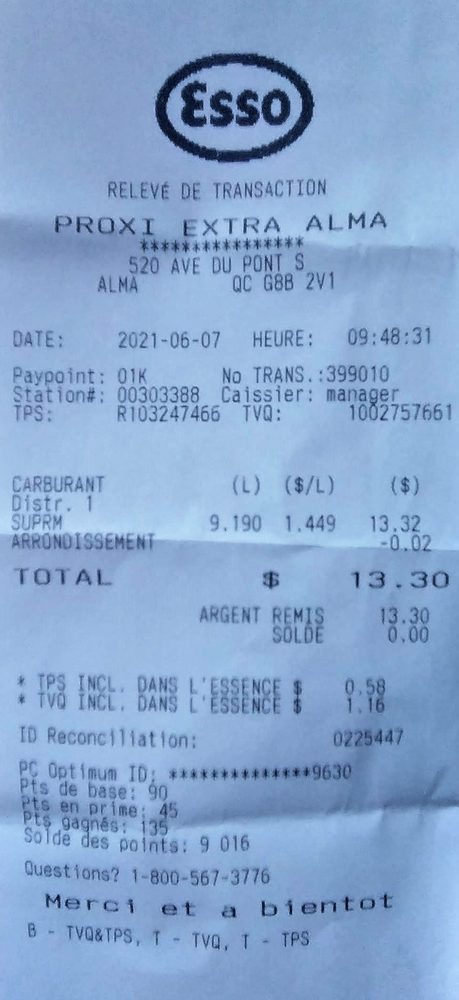 Esso
RELEVÉ DE TRANSACTION
PROXI EXTRA ALMA
****************
520 AVE DU PONT S
ALMA QC G8B 2V1
DATE: 2021-06-07 HEURE: 09:48:31
Paypoint: 01K No TRANS.:399010
Station#: 00303388 Caissier: manager
TPS: R103247466 TVQ: 1002757661
CARBURANT (L) ($/L) ($)
Distr. 1
SUPRM 9.190 1.449 13.32
ARRONDISSEMENT -0.02
TOTAL $ 13.30
ARGENT REMIS 13.30
SOLDE 0.00
* TPS INCL. DANS L'ESSENCE $ 0.58
* TVQ INCL. DANS L'ESSENCE $ 1.16
ID Reconciliation: 0225447
PC Optimum ID: **************9630
Pts de base: 90
Pts en prime: 45
Pts gagnés: 135
Solde des points: 9 016
Questions? 1-800-567-3776
Merci et a bientot
B - TVQ&TPS, T - TVQ, T - TPS